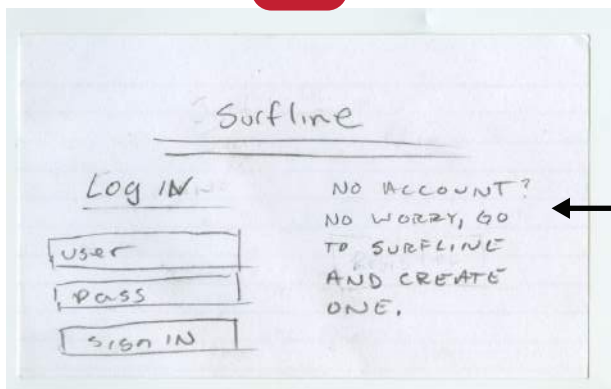 Surfline
Log IN
user
pass
sign IN
NO ACCOUNT?
NO WORRY, GO
TO SURFLINE
AND CREATE
ONE.